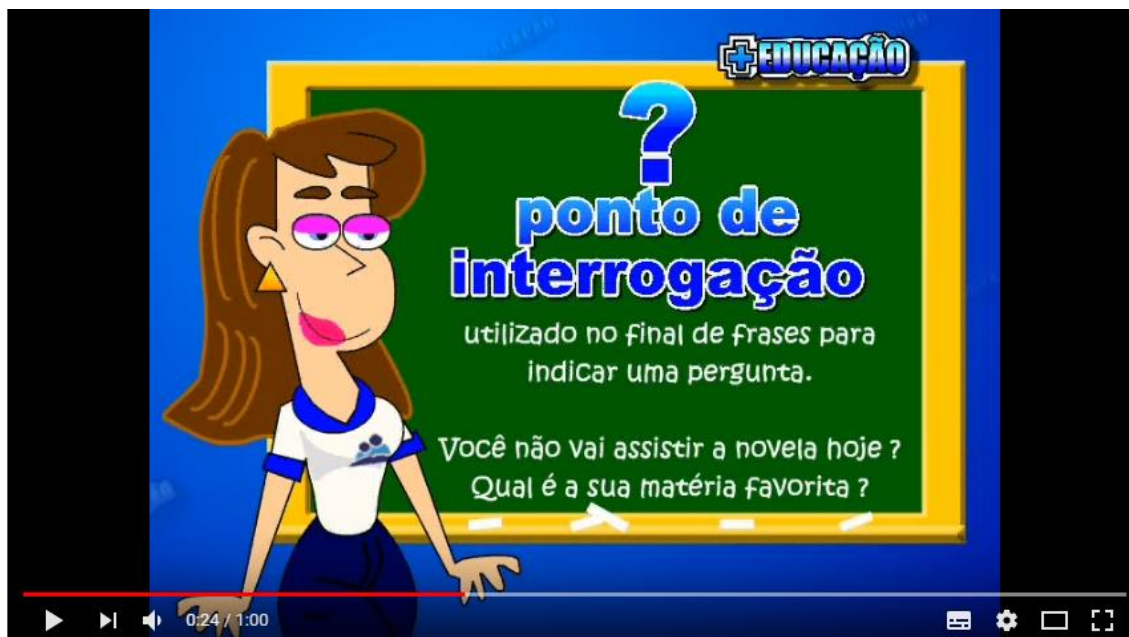 +EDUCAÇÃO
?
ponto de
interrogação
utilizado no final de frases para
indicar uma pergunta.
Você não vai assistir a novela hoje ?
Qual é a sua matéria favorita ?
0:24 / 1:00